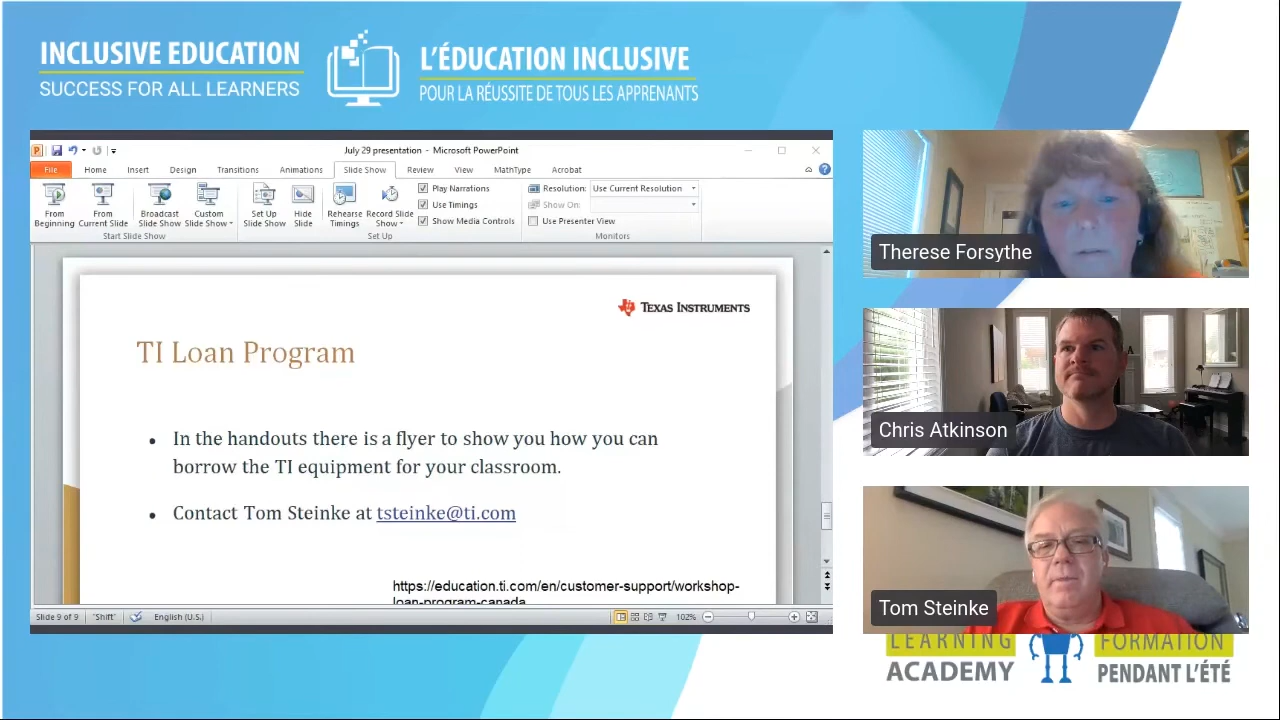 INCLUSIVE EDUCATION
SUCCESS FOR ALL LEARNERS
L'ÉDUCATION INCLUSIVE
POUR LA RÉUSSITE DE TOUS LES APPRENANTS
July 29 presentation - Microsoft PowerPoint
File Home Insert Design Transitions Animations Slide Show Review View MathType Acrobat
From Beginning
From Current Slide
Broadcast Slide Show
Custom Slide Show
Start Slide Show
Set Up Slide Show
Hide Slide
Rehearse Timings
Record Slide Show
Play Narrations
Use Timings
Show Media Controls
Set Up
Resolution: Use Current Resolution
Show On:
Use Presenter View
Monitors
TEXAS INSTRUMENTS
TI Loan Program
• In the handouts there is a flyer to show you how you can
borrow the TI equipment for your classroom.
• Contact Tom Steinke at tsteinke@ti.com
https://education.ti.com/en/customer-support/workshop-
loan-program-canada
Slide 9 of 9 "Shift" English (U.S.) 102%
Therese Forsythe
Chris Atkinson
Tom Steinke
LEARNING
ACADEMY
FORMATION
PENDANT L'ÉTÉ